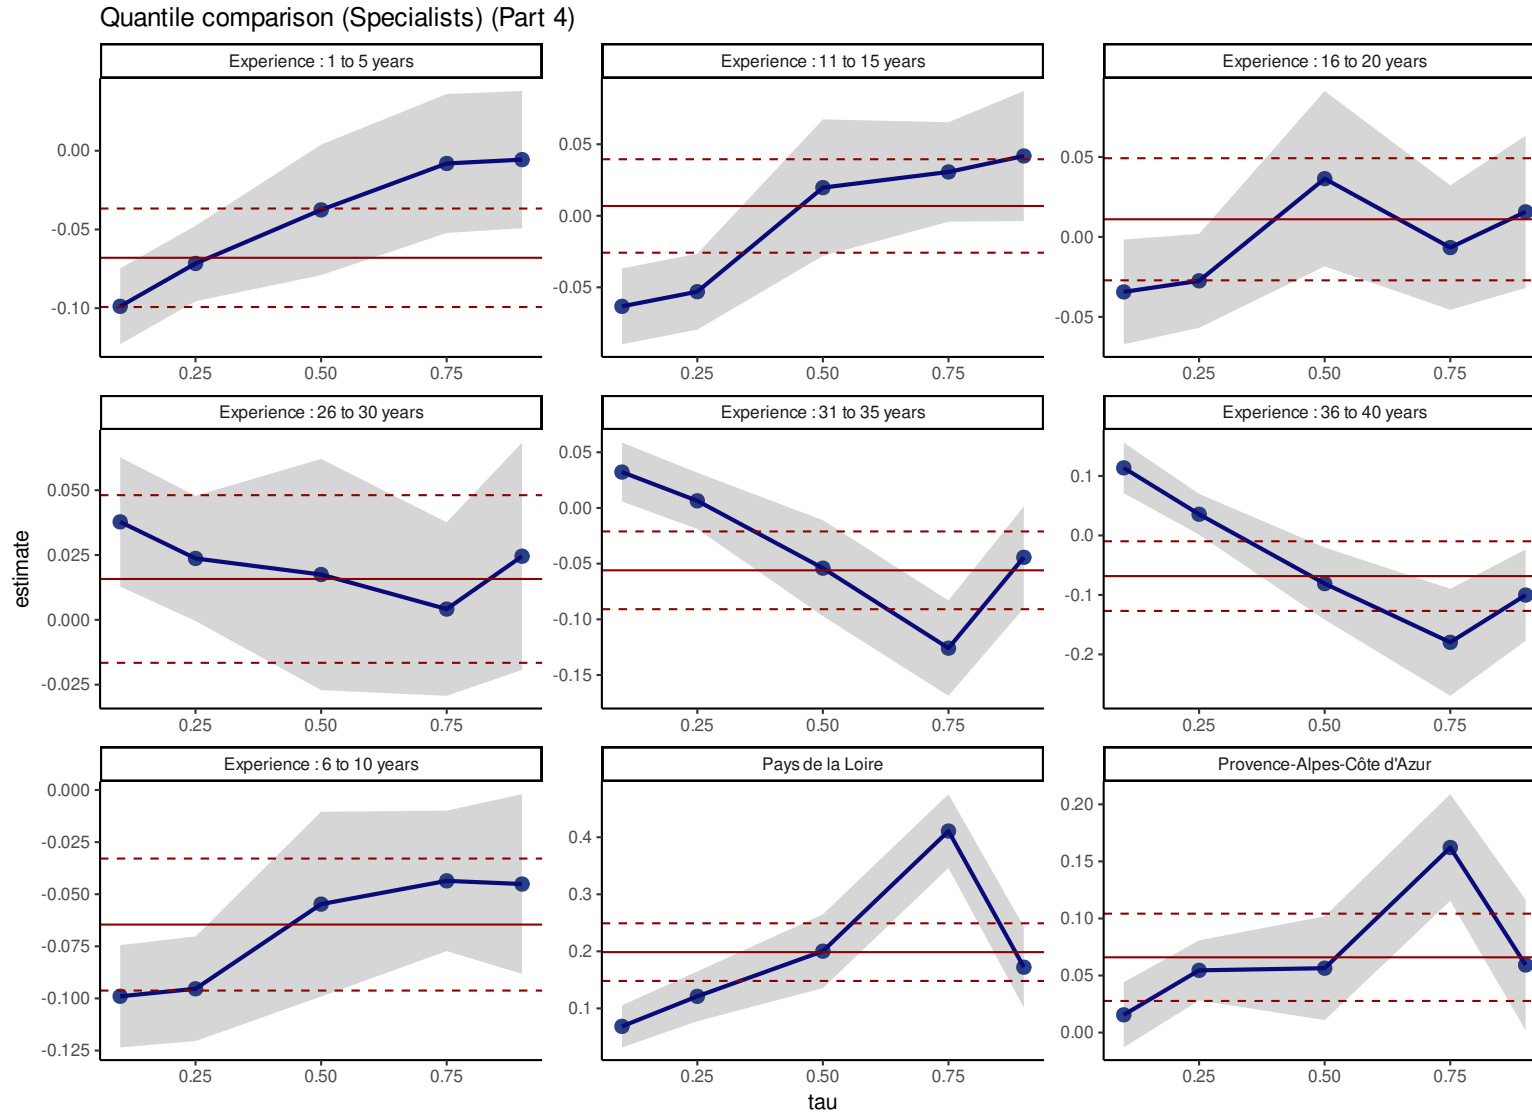 Quantile comparison (Specialists) (Part 4)
Experience : 1 to 5 years
Experience : 11 to 15 years
Experience : 16 to 20 years
0.00
-0.05
-0.10
0.25 0.50 0.75
0.05
0.00
-0.05
0.25 0.50 0.75
0.05
0.00
-0.05
0.25 0.50 0.75
Experience : 26 to 30 years
Experience : 31 to 35 years
Experience : 36 to 40 years
estimate
0.050
0.025
0.000
-0.025
0.25 0.50 0.75
0.05
0.00
-0.05
-0.10
-0.15
0.25 0.50 0.75
0.1
0.0
-0.1
-0.2
0.25 0.50 0.75
Experience : 6 to 10 years
Pays de la Loire
Provence-Alpes-Côte d'Azur
0.000
-0.025
-0.050
-0.075
-0.100
-0.125
0.25 0.50 0.75
0.4
0.3
0.2
0.1
0.25 0.50 0.75
0.20
0.15
0.10
0.05
0.00
0.25 0.50 0.75
tau